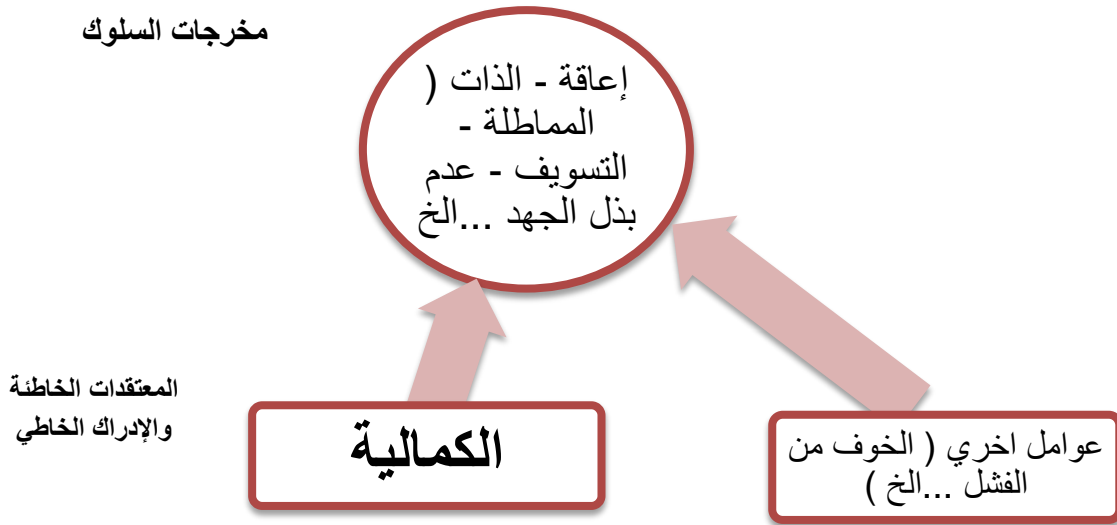 مخرجات السلوك
إعاقة - الذات (
المماطلة -
التسويف - عدم
بذل الجهد ...الخ
المعتقدات الخاطئة
والإدراك الخاطي
الكمالية
عوامل اخري ( الخوف من
الفشل ...الخ )